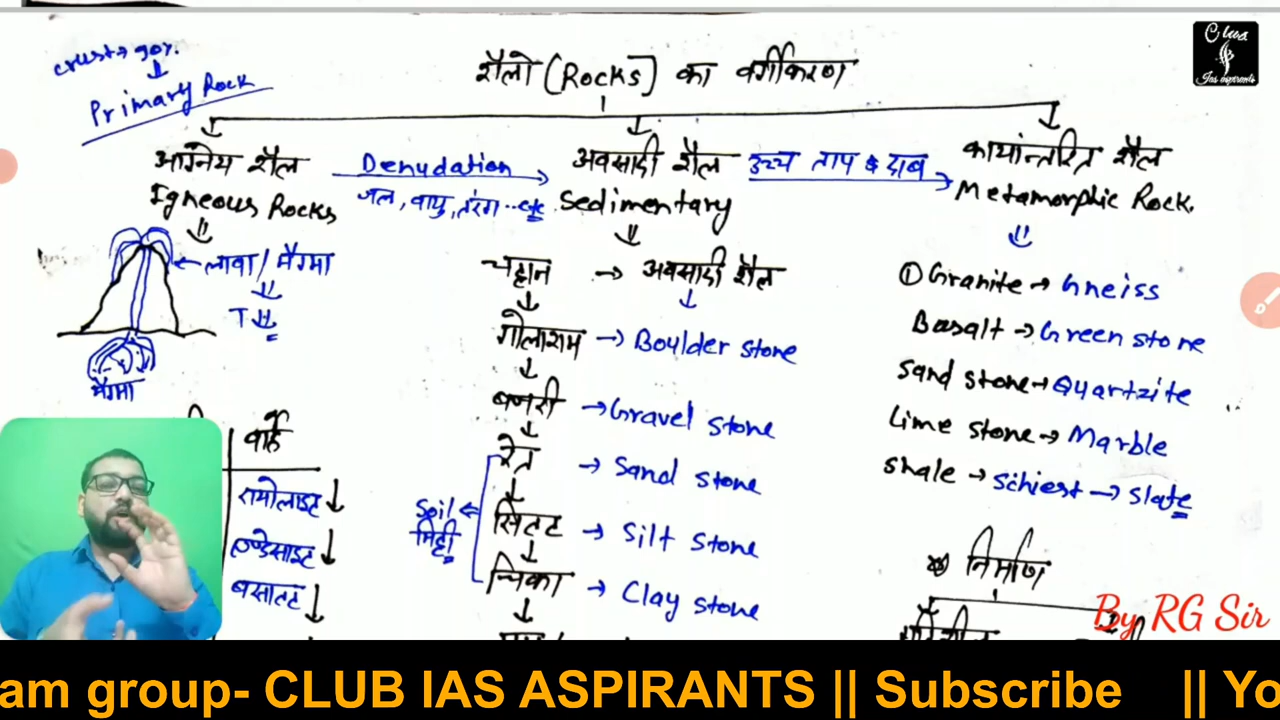 crust→90%.
↓
Primary Rock
Club
Ias aspirants
शैलो (Rocks) का वर्गीकरण
आग्नेय शैल
Igneous Rocks
Denudation
जल, वायु, तरंग ..etc
अवसादी शैल
Sedimentary
उच्च ताप & दाब
कायांन्तरित शैल
Metamorphic Rock.
लावा/मैग्मा
T↓
मैग्मा
वाह्
रायोलाइट ↓
एण्डेसाइट ↓
बसाल्ट ↓
चट्टान → अवसादी शैल
गोलाश्म → Boulder stone
बजरी → Gravel stone
रेत → Sand stone
सिल्ट → Silt stone
चिका → Clay stone
Soil
मिट्टी
① Granite → Gneiss
Basalt → Green stone
Sand stone → Quartzite
Lime stone → Marble
Shale → Schiest → Slate
निर्माण
By RG Sir
am group- CLUB IAS ASPIRANTS || Subscribe || Yo